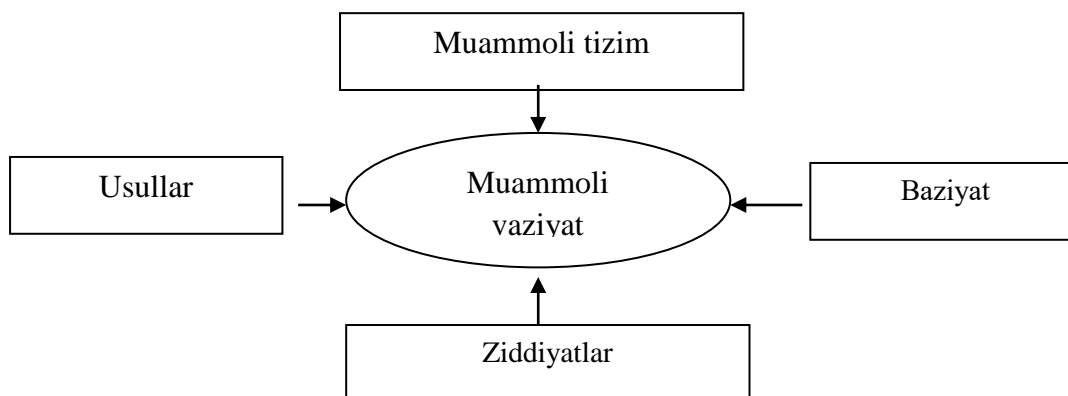 Muammoli tizim
Usullar
Muammoli
vaziyat
Baziyat
Ziddiyatlar